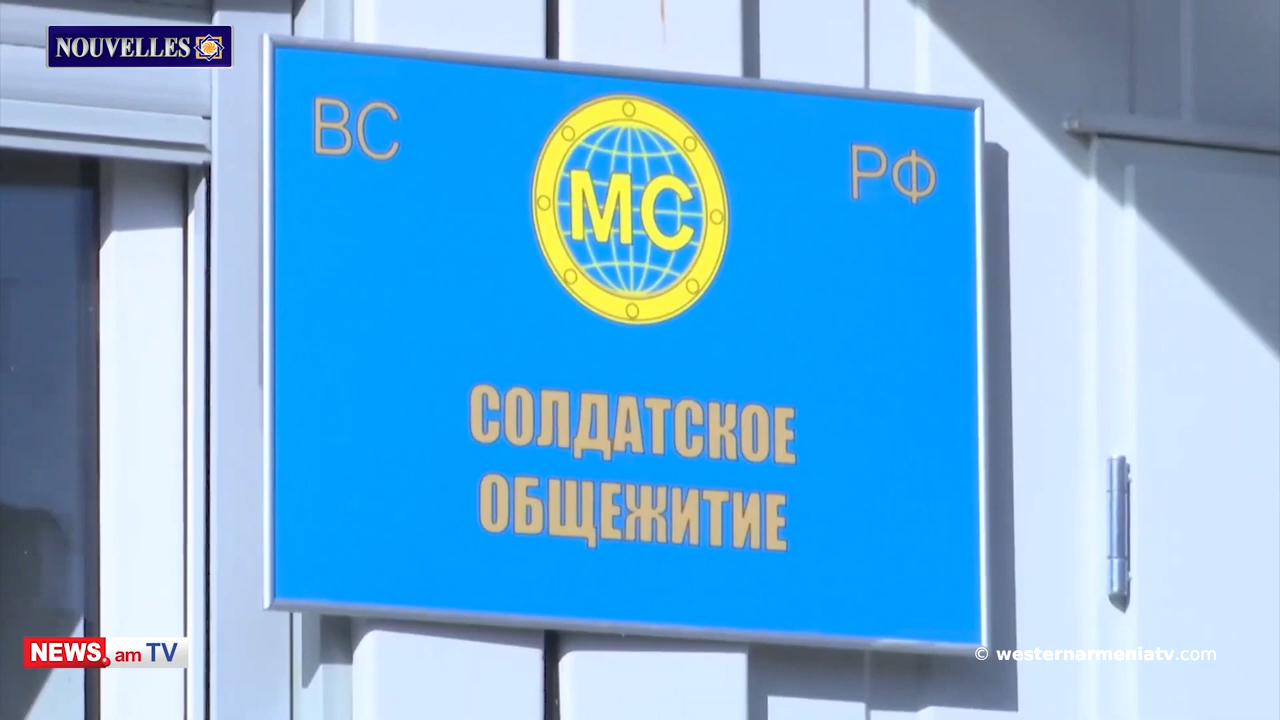 NOUVELLES
ВС
РФ
МС
СОЛДАТСКОЕ
ОБЩЕЖИТИЕ
NEWS.am TV
© westernarmeniatv.com